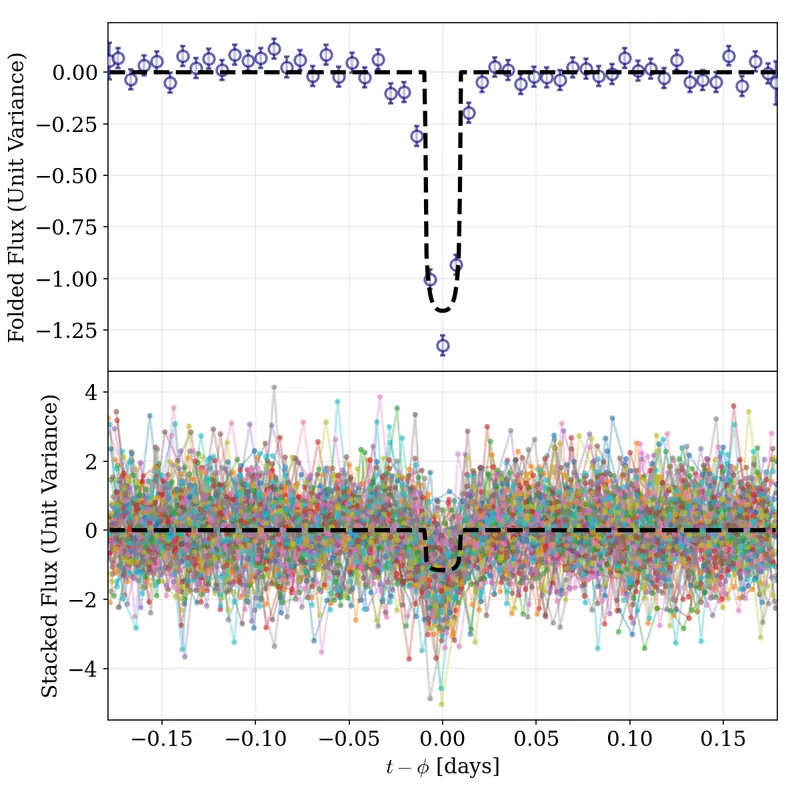 Folded Flux (Unit Variance)
0.00
−0.25
−0.50
−0.75
−1.00
−1.25
Stacked Flux (Unit Variance)
4
2
0
−2
−4
−0.15 −0.10 −0.05 0.00 0.05 0.10 0.15
t − ϕ [days]